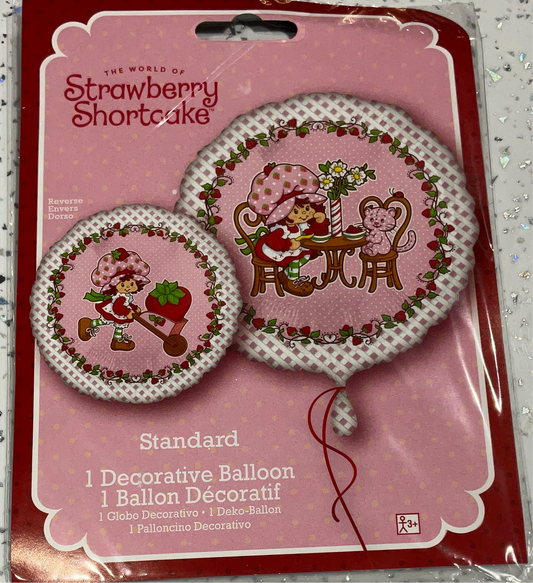 THE WORLD OF
Strawberry
Shortcake™
Reverse
Envers
Dorso
Standard
1 Decorative Balloon
1 Ballon Décoratif
1 Globo Decorativo • 1 Deko-Ballon
1 Palloncino Decorativo
3+